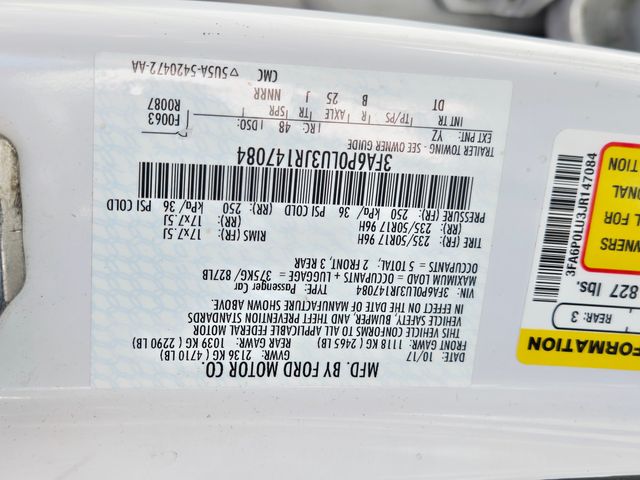 MFD. BY FORD MOTOR CO.
DATE: 10/17 GVWR: 2136 KG ( 4710 LB)
FRONT GAWR: 1118 KG ( 2465 LB) REAR GAWR: 1039 KG ( 2290 LB)
THIS VEHICLE CONFORMS TO ALL APPLICABLE FEDERAL MOTOR
VEHICLE SAFETY, BUMPER, AND THEFT PREVENTION STANDARDS
IN EFFECT ON THE DATE OF MANUFACTURE SHOWN ABOVE.
VIN: 3FA6P0LU3JR147084 TYPE: Passenger Car
MAXIMUM LOAD = OCCUPANTS + LUGGAGE = 375KG/ 827LB
OCCUPANTS = 5 TOTAL, 2 FRONT, 3 REAR
TIRE: 235/50R17 96H RIMS (FR): 17x7.5J
(RR): 235/50R17 96H (RR): 17x7.5J
PRESSURE: (FR) 250 kPa/ 36 PSI COLD (RR): 250 kPa/ 36 PSI COLD
3FA6P0LU3JR147084
TRAILER TOWING - SEE OWNER GUIDE
EXT PNT: YZ RC: 48 DSO: F0063
R0087
INT TR TP/PS R AXLE TR SPR
DT B 25 J NNRR
CMC
▽ 5U5A-5420472-AA
FORMATION
REAR: 3
827 lbs.
OWNERS
L FOR
ONAL
3FA6P0LU3JR147084